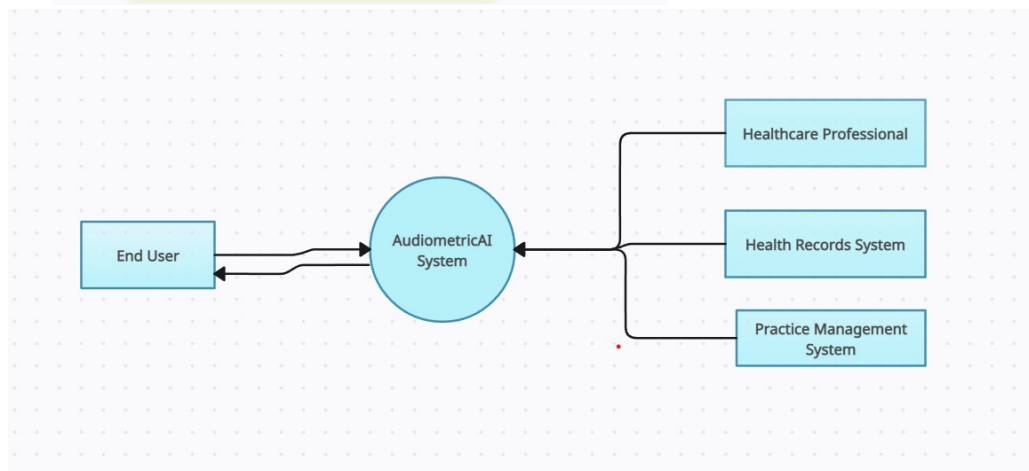 End User
AudiometricAI
System
Healthcare Professional
Health Records System
Practice Management
System